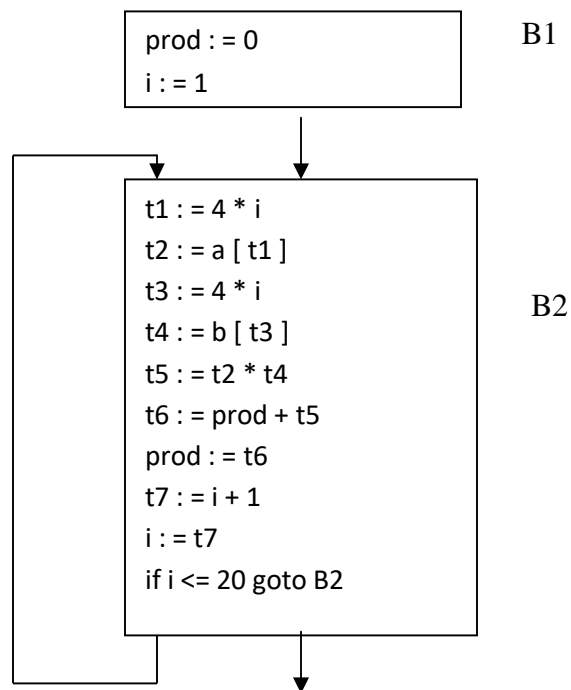 prod : = 0
B1
i : = 1
t1 : = 4 * i
t2 : = a [ t1 ]
t3 : = 4 * i
B2
t4 : = b [ t3 ]
t5 : = t2 * t4
t6 : = prod + t5
prod : = t6
t7 : = i + 1
i : = t7
if i <= 20 goto B2